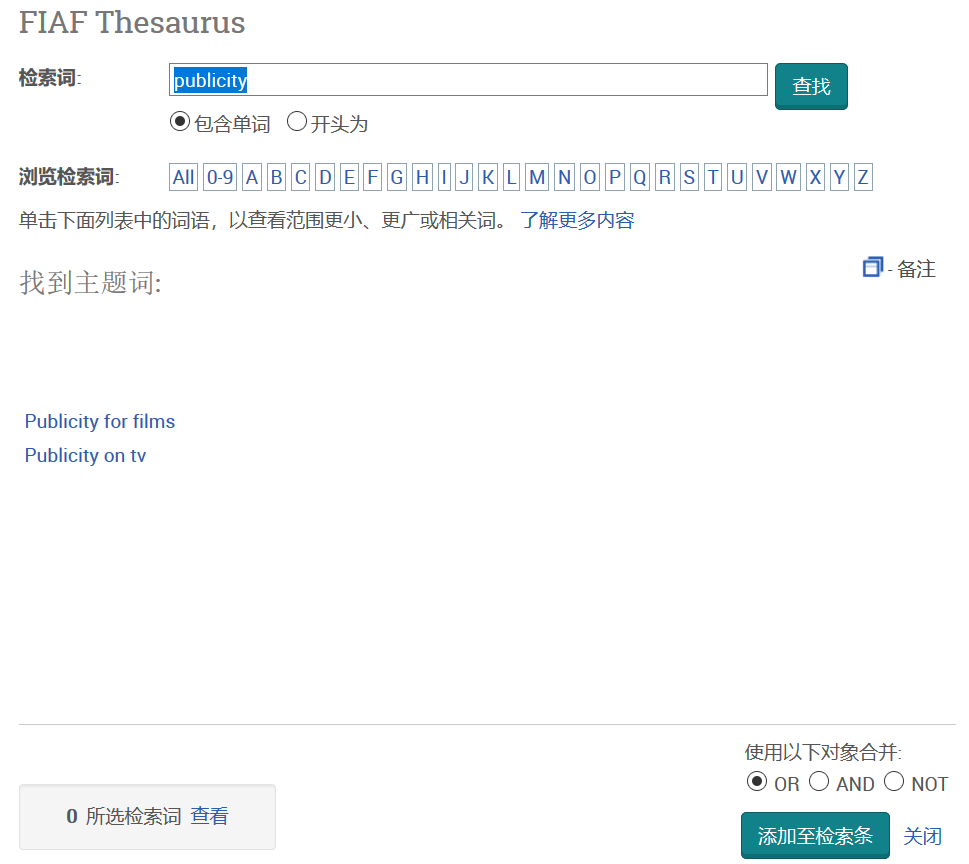 FIAF Thesaurus
检索词: publicity 查找
包含单词 开头为
浏览检索词: All 0-9 A B C D E F G H I J K L M N O P Q R S T U V W X Y Z
单击下面列表中的词语，以查看范围更小、更广或相关词。 了解更多内容
- 备注
找到主题词:
Publicity for films
Publicity on tv
使用以下对象合并:
OR AND NOT
0 所选检索词 查看
添加至检索条 关闭